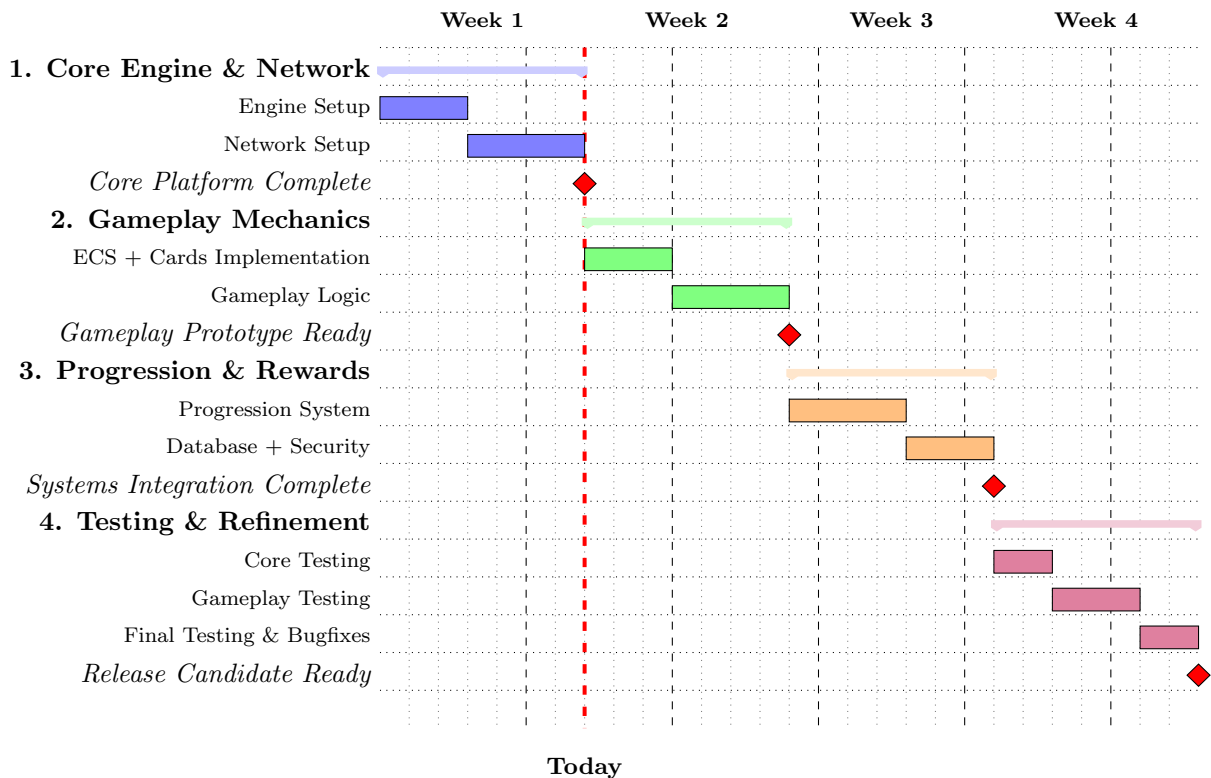 Week 1 Week 2 Week 3 Week 4
1. Core Engine & Network
Engine Setup
Network Setup
Core Platform Complete
2. Gameplay Mechanics
ECS + Cards Implementation
Gameplay Logic
Gameplay Prototype Ready
3. Progression & Rewards
Progression System
Database + Security
Systems Integration Complete
4. Testing & Refinement
Core Testing
Gameplay Testing
Final Testing & Bugfixes
Release Candidate Ready
Today